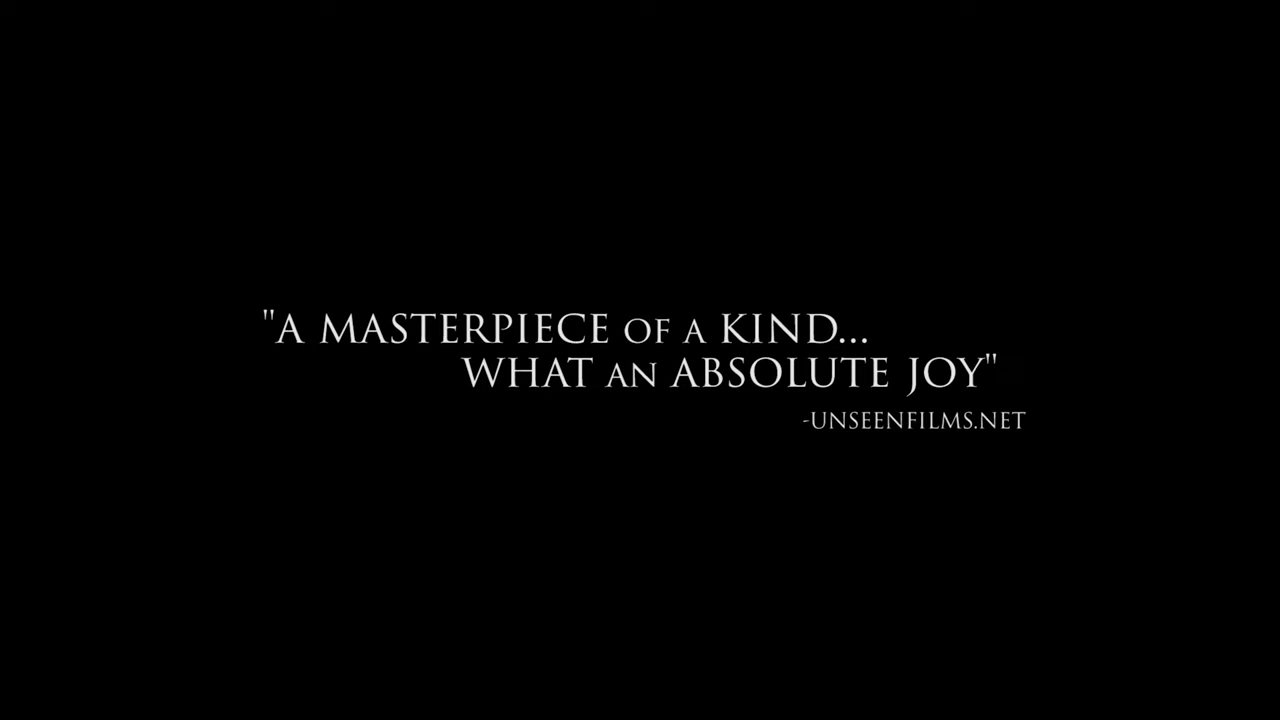 "A MASTERPIECE OF A KIND...
WHAT AN ABSOLUTE JOY"
-UNSEENFILMS.NET